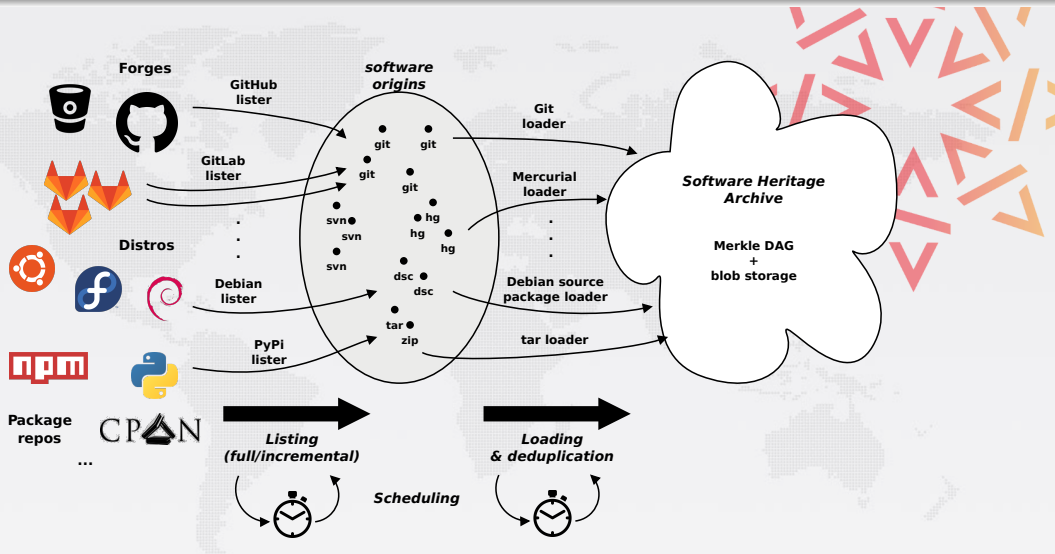 Forges
GitHub
lister
GitLab
lister
.
.
.
Distros
Debian
lister
PyPi
lister
npm
Package
repos
CPAN
...
software
origins
git
git
git
git
svn
svn
svn
hg
hg
hg
dsc
dsc
tar
zip
Git
loader
Mercurial
loader
.
.
.
Debian source
package loader
tar loader
Software Heritage
Archive
Merkle DAG
+
blob storage
Listing
(full/incremental)
Loading
& deduplication
Scheduling